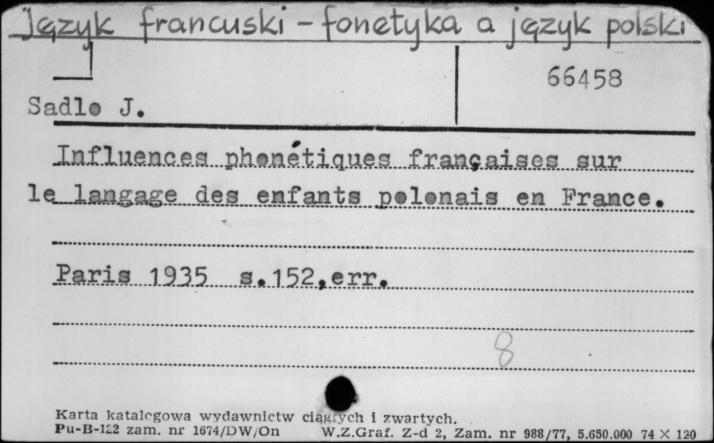 Język francuski – fonetyka a język polski
66458
Sadlo J.
Influences phonétiques françaises sur
le langage des enfants polonais en France.
Paris 1935 s.152,err.
8
Karta katalogowa wydawnictw ciągłych i zwartych.
Pu-B-122 zam. nr 1674/DW/On W.Z.Graf. Z-d 2, Zam. nr 988/77, 5.650.000 74 × 120